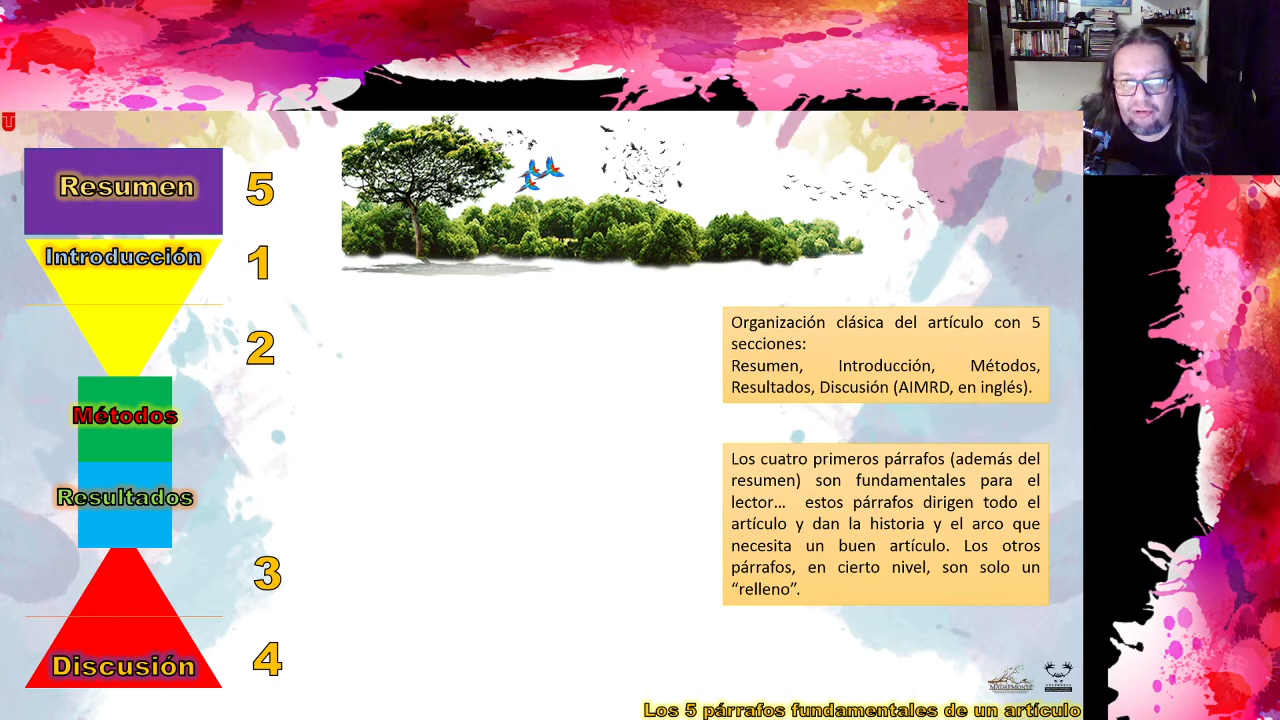 Resumen
5
Introducción
1
2
Métodos
Resultados
3
Discusión
4
Organización clásica del artículo con 5
secciones:
Resumen, Introducción, Métodos,
Resultados, Discusión (AIMRD, en inglés).
Los cuatro primeros párrafos (además del
resumen) son fundamentales para el
lector... estos párrafos dirigen todo el
artículo y dan la historia y el arco que
necesita un buen artículo. Los otros
párrafos, en cierto nivel, son solo un
“relleno”.
MADREMONTE
Los 5 párrafos fundamentales de un artículo